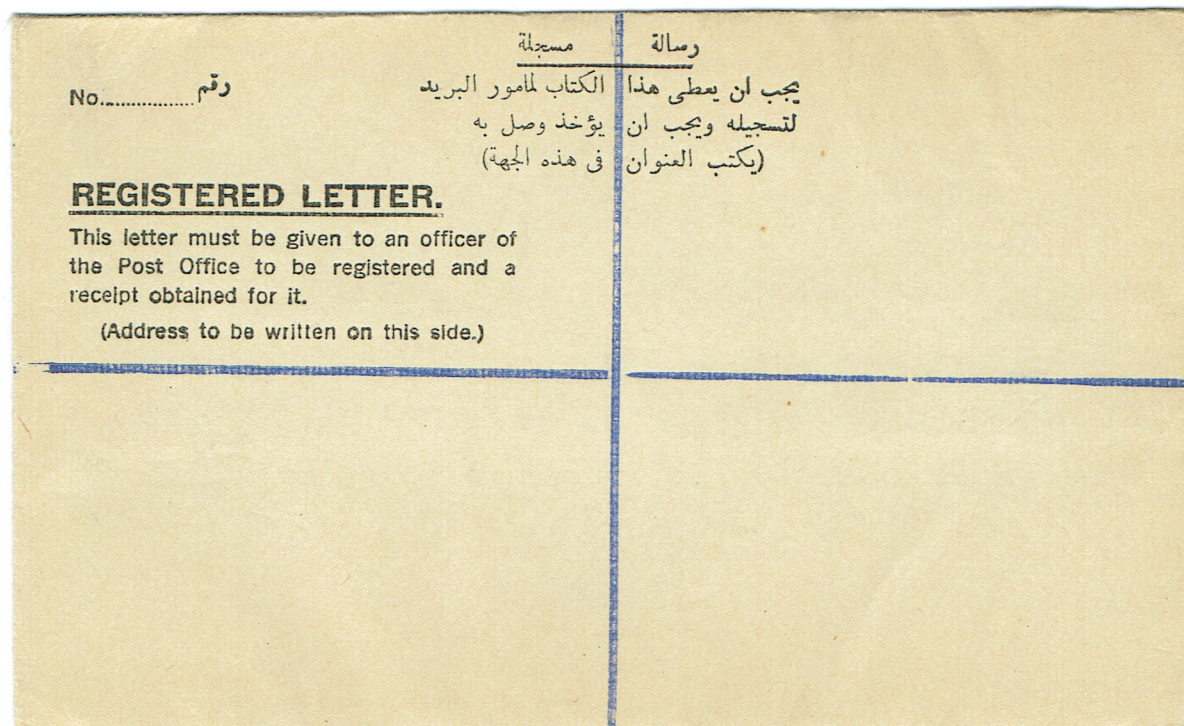 رسالة مسجلة
يجب ان يعطى هذا الكتاب لمامور البريد
لتسجيله ويجب ان يؤخذ وصل به
(يكتب العنوان فى هذه الجهة)
No................ رقم
REGISTERED LETTER.
This letter must be given to an officer of
the Post Office to be registered and a
receipt obtained for it.
(Address to be written on this side.)